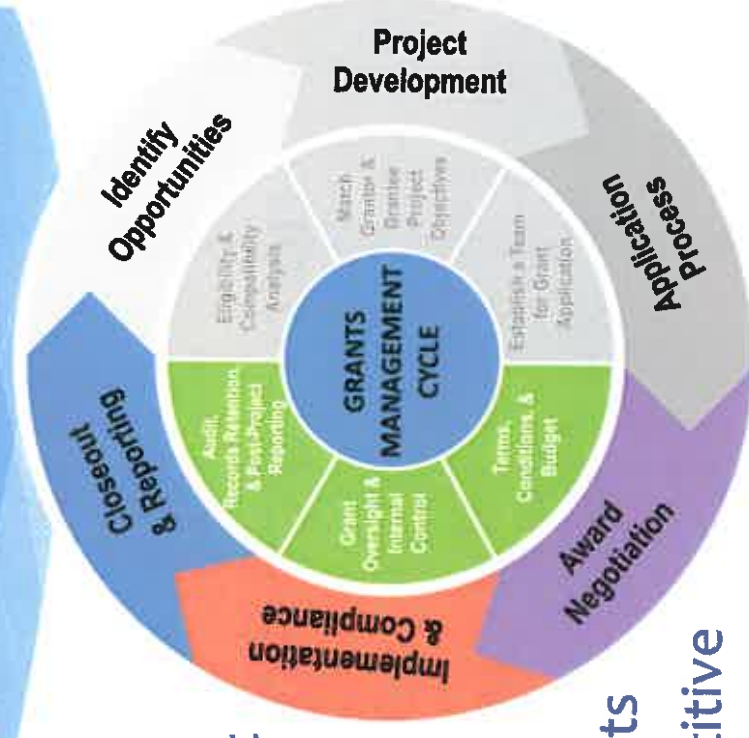 Identify
Opportunities
Project
Development
Application
Process
Award
Negotiation
Implementation
& Compliance
Closeout
& Reporting
Eligibility &
Compatibility
Analysis
Match
Grantor &
Grantee
Project
Objectives
Establish a Team
for Grant
Application
Terms,
Conditions, &
Budget
Grant
Oversight &
Internal
Control
Audit,
Records Retention,
& Post-Project
Reporting
GRANTS
MANAGEMENT
CYCLE
ts
itive